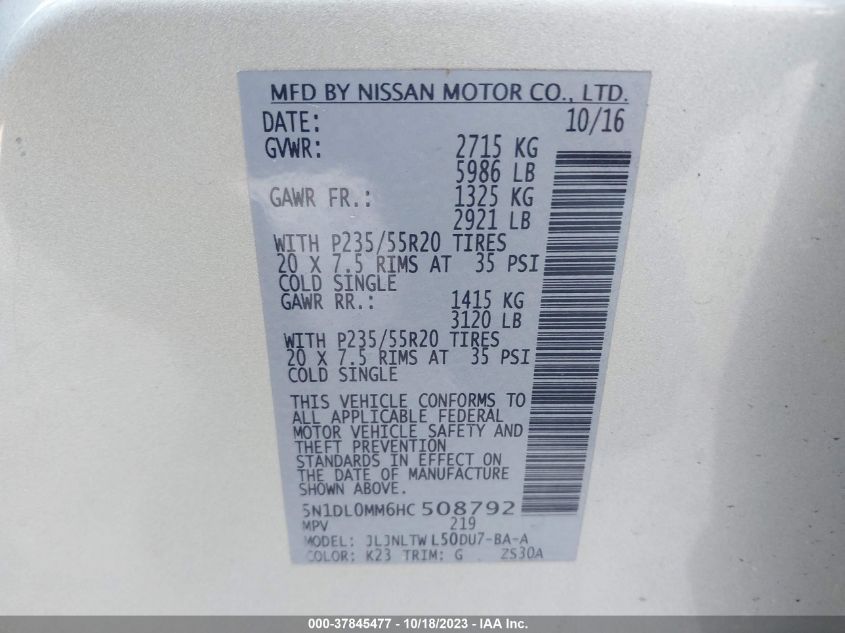 MFD BY NISSAN MOTOR CO., LTD.
DATE: 10/16
GVWR: 2715 KG
5986 LB
GAWR FR.: 1325 KG
2921 LB
WITH P235/55R20 TIRES
20 X 7.5 RIMS AT 35 PSI
COLD SINGLE
GAWR RR.: 1415 KG
3120 LB
WITH P235/55R20 TIRES
20 X 7.5 RIMS AT 35 PSI
COLD SINGLE
THIS VEHICLE CONFORMS TO
ALL APPLICABLE FEDERAL
MOTOR VEHICLE SAFETY AND
THEFT PREVENTION
STANDARDS IN EFFECT ON
THE DATE OF MANUFACTURE
SHOWN ABOVE.
5N1DL0MM6HC508792
MPV 219
MODEL: JLJNLTWL50DU7-BA-A
COLOR: K23 TRIM: G ZS30A
000-37845477 - 10/18/2023 - IAAI.com